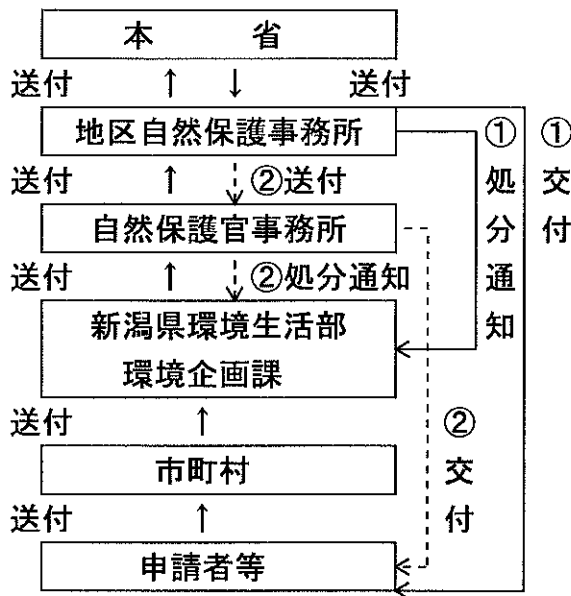 本　省
送付 ↑ ↓ 送付
地区自然保護事務所
送付 ↑ ②送付
自然保護官事務所
送付 ↑ ②処分通知
新潟県環境生活部
環境企画課
送付 ↑
市町村
送付 ↑
申請者等
①処分通知
①交付
②交付